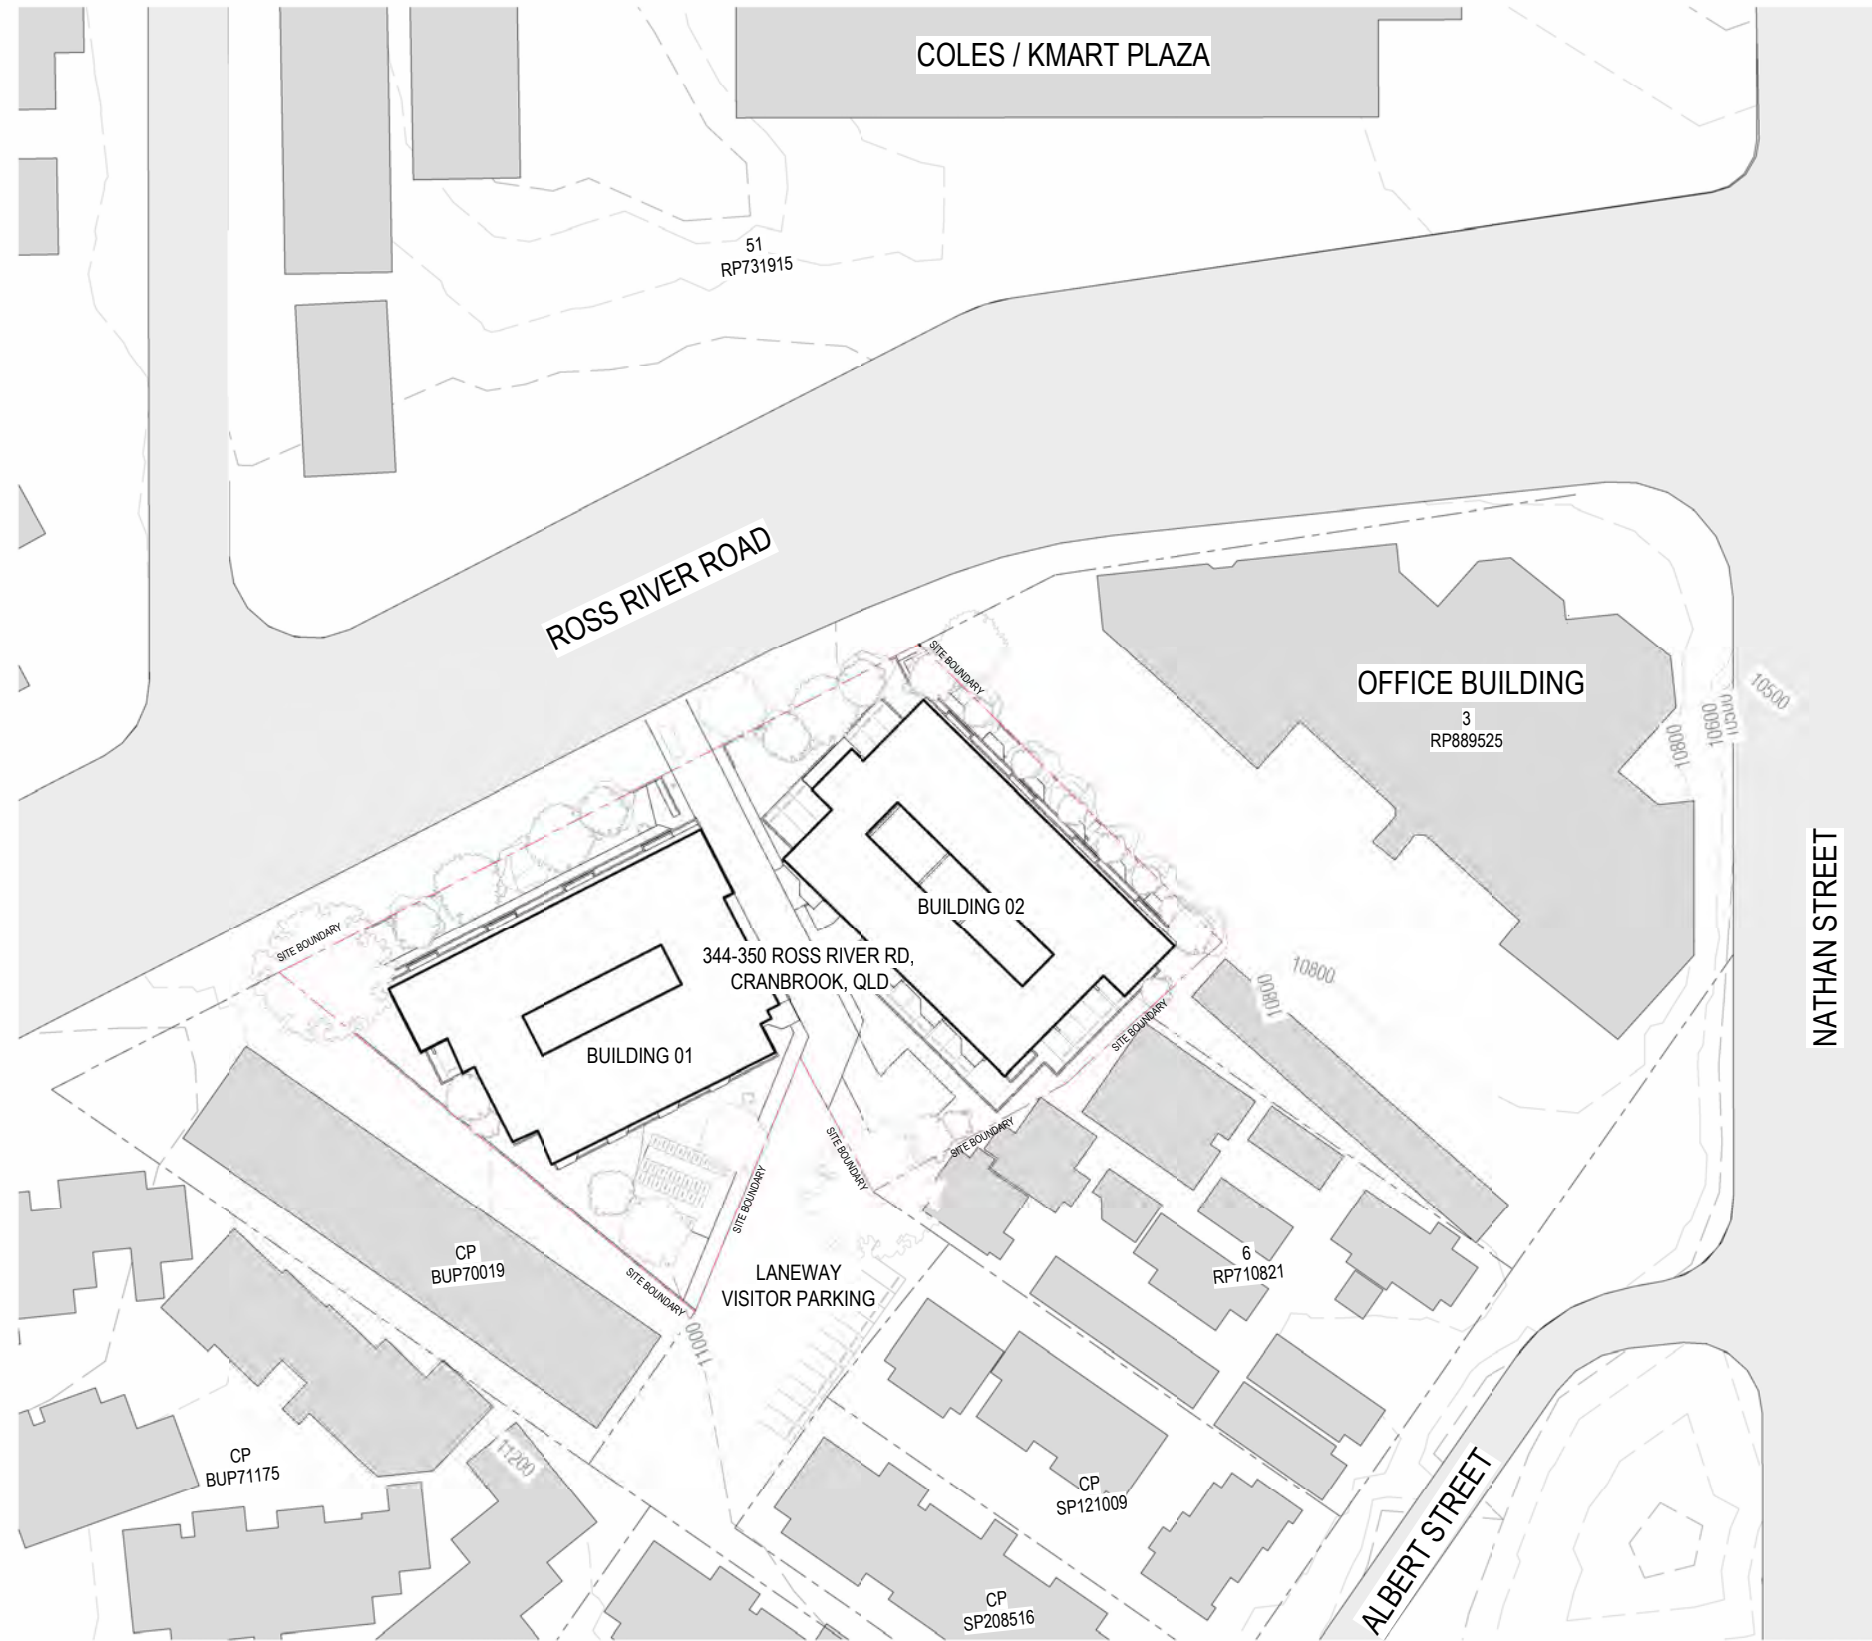 COLES / KMART PLAZA
51
RP731915
ROSS RIVER ROAD
SITE BOUNDARY
OFFICE BUILDING
3
RP889525
10500
10500
10600
10800
NATHAN STREET
BUILDING 02
SITE BOUNDARY
344-350 ROSS RIVER RD,
CRANBROOK, QLD
10800
10800
SITE BOUNDARY
BUILDING 01
SITE BOUNDARY
SITE BOUNDARY
SITE BOUNDARY
CP
BUP70019
SITE BOUNDARY
LANEWAY
VISITOR PARKING
6
RP710821
11000
CP
BUP71175
11200
CP
SP121009
ALBERT STREET
CP
SP208516